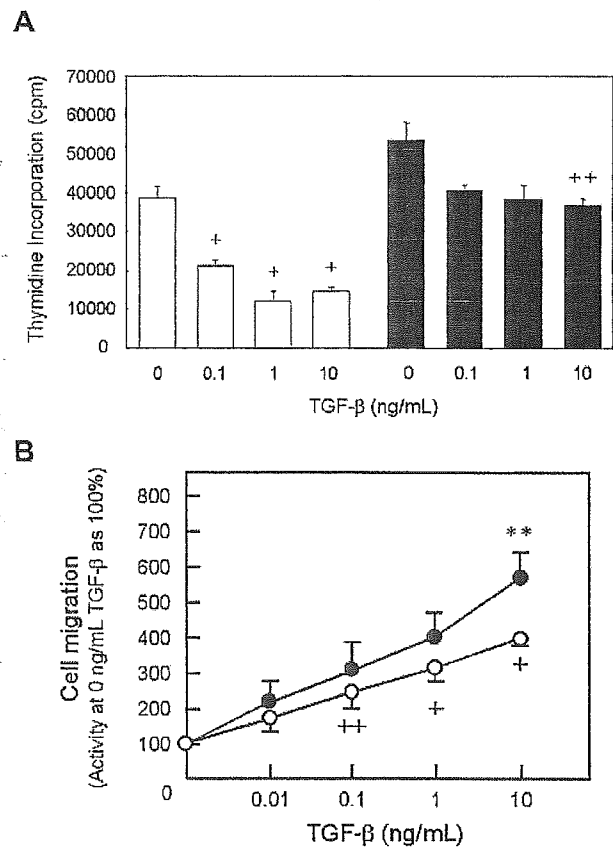 A
Thymidine Incorporation (cpm)
70000
60000
50000
40000
30000
20000
10000
0
+
+
+
++
0 0.1 1 10 0 0.1 1 10
TGF-β (ng/mL)
B
Cell migration
(Activity at 0 ng/mL TGF-β as 100%)
800
700
600
500
400
300
200
100
0
**
++
+
+
0.01 0.1 1 10
TGF-β (ng/mL)